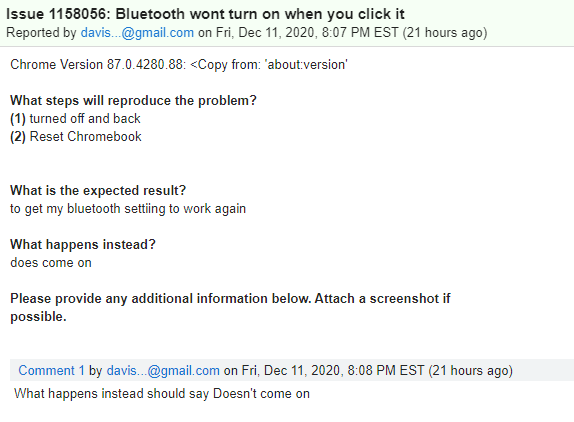 Issue 1158056: Bluetooth wont turn on when you click it
Reported by davis...@gmail.com on Fri, Dec 11, 2020, 8:07 PM EST (21 hours ago)
Chrome Version 87.0.4280.88: <Copy from: 'about:version'
What steps will reproduce the problem?
(1) turned off and back
(2) Reset Chromebook
What is the expected result?
to get my bluetooth settiing to work again
What happens instead?
does come on
Please provide any additional information below. Attach a screenshot if
possible.
Comment 1 by davis...@gmail.com on Fri, Dec 11, 2020, 8:08 PM EST (21 hours ago)
What happens instead should say Doesn't come on